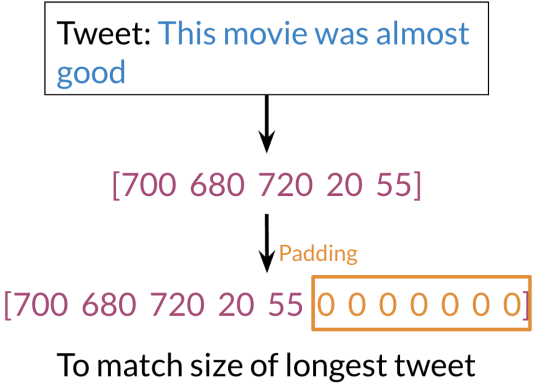 Tweet: This movie was almost
good
[700 680 720 20 55]
Padding
[700 680 720 20 55 0 0 0 0 0 0 0]
To match size of longest tweet